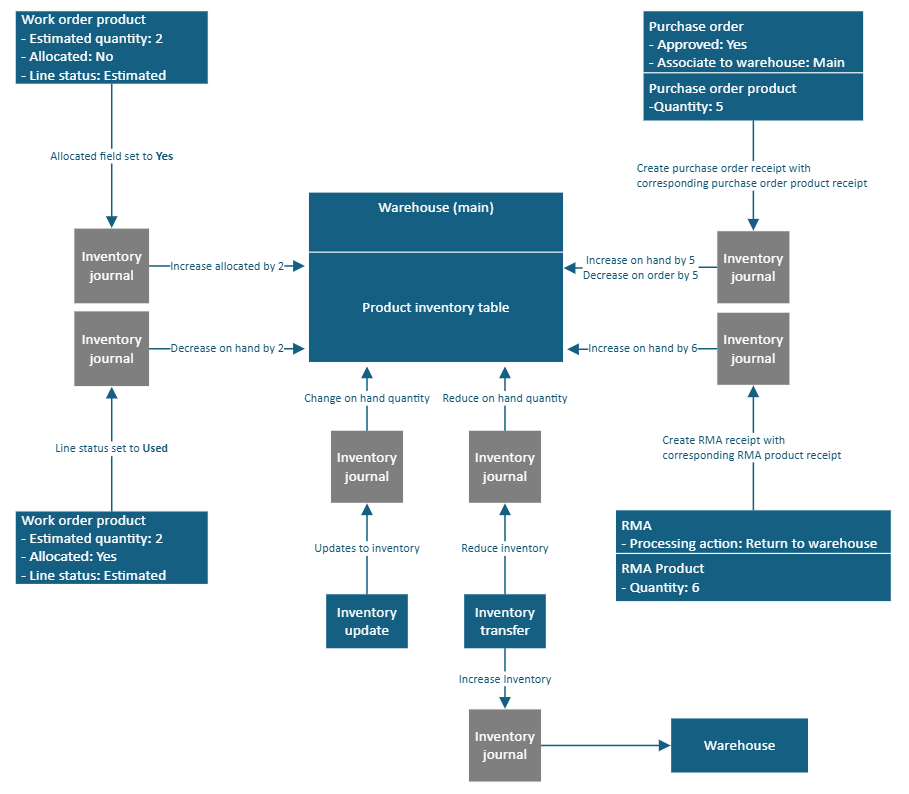 Work order product
- Estimated quantity: 2
- Allocated: No
- Line status: Estimated
Purchase order
- Approved: Yes
- Associate to warehouse: Main
Purchase order product
-Quantity: 5
Allocated field set to Yes
Create purchase order receipt with
corresponding purchase order product receipt
Warehouse (main)
Product inventory table
Inventory
journal
Increase allocated by 2
Increase on hand by 5
Decrease on order by 5
Inventory
journal
Inventory
journal
Decrease on hand by 2
Increase on hand by 6
Inventory
journal
Change on hand quantity
Reduce on hand quantity
Line status set to Used
Inventory
journal
Inventory
journal
Create RMA receipt with
corresponding RMA product receipt
Work order product
- Estimated quantity: 2
- Allocated: Yes
- Line status: Estimated
Updates to inventory
Reduce inventory
RMA
- Processing action: Return to warehouse
RMA Product
- Quantity: 6
Inventory
update
Inventory
transfer
Increase Inventory
Inventory
journal
Warehouse